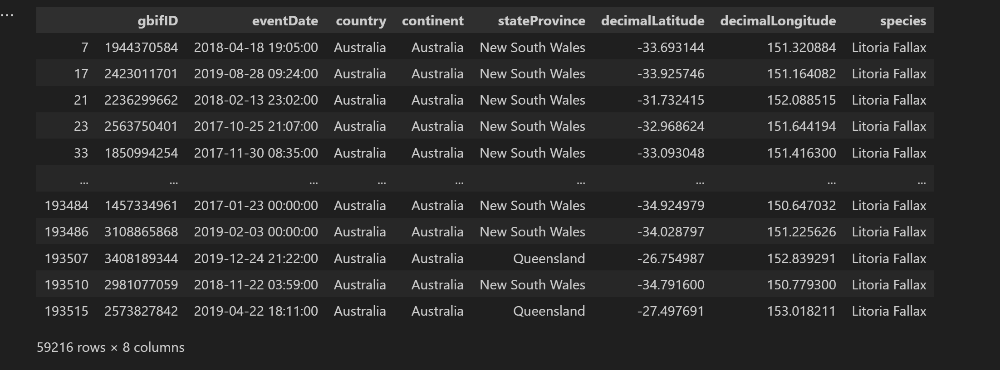 ...
gbifID eventDate country continent stateProvince decimalLatitude decimalLongitude species
7 1944370584 2018-04-18 19:05:00 Australia Australia New South Wales -33.693144 151.320884 Litoria Fallax
17 2423011701 2019-08-28 09:24:00 Australia Australia New South Wales -33.925746 151.164082 Litoria Fallax
21 2236299662 2018-02-13 23:02:00 Australia Australia New South Wales -31.732415 152.088515 Litoria Fallax
23 2563750401 2017-10-25 21:07:00 Australia Australia New South Wales -32.968624 151.644194 Litoria Fallax
33 1850994254 2017-11-30 08:35:00 Australia Australia New South Wales -33.093048 151.416300 Litoria Fallax
... ... ... ... ... ... ... ... ...
193484 1457334961 2017-01-23 00:00:00 Australia Australia New South Wales -34.924979 150.647032 Litoria Fallax
193486 3108865868 2019-02-03 00:00:00 Australia Australia New South Wales -34.028797 151.225626 Litoria Fallax
193507 3408189344 2019-12-24 21:22:00 Australia Australia Queensland -26.754987 152.839291 Litoria Fallax
193510 2981077059 2018-11-22 03:59:00 Australia Australia New South Wales -34.791600 150.779300 Litoria Fallax
193515 2573827842 2019-04-22 18:11:00 Australia Australia Queensland -27.497691 153.018211 Litoria Fallax
59216 rows × 8 columns